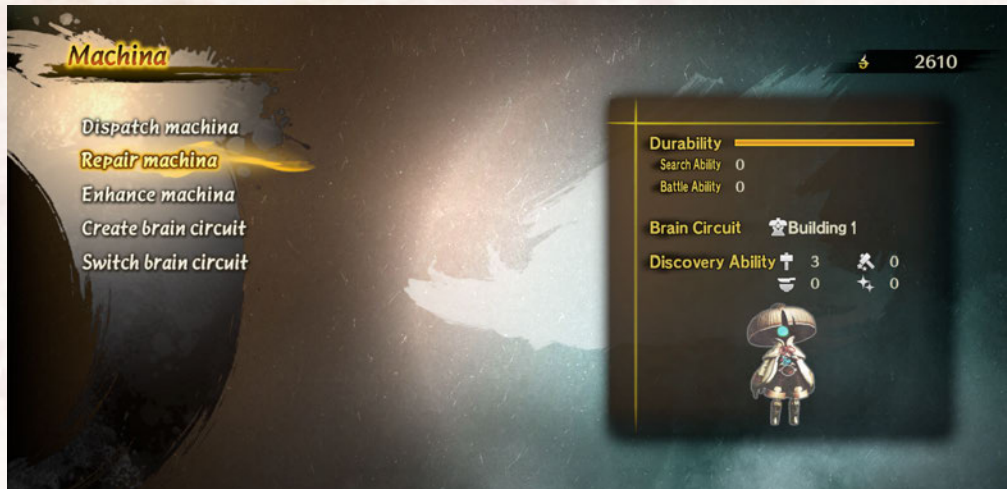 Machina
2610
Dispatch machina
Repair machina
Enhance machina
Create brain circuit
Switch brain circuit
Durability
Search Ability 0
Battle Ability 0
Brain Circuit Building 1
Discovery Ability 3 0
0 0